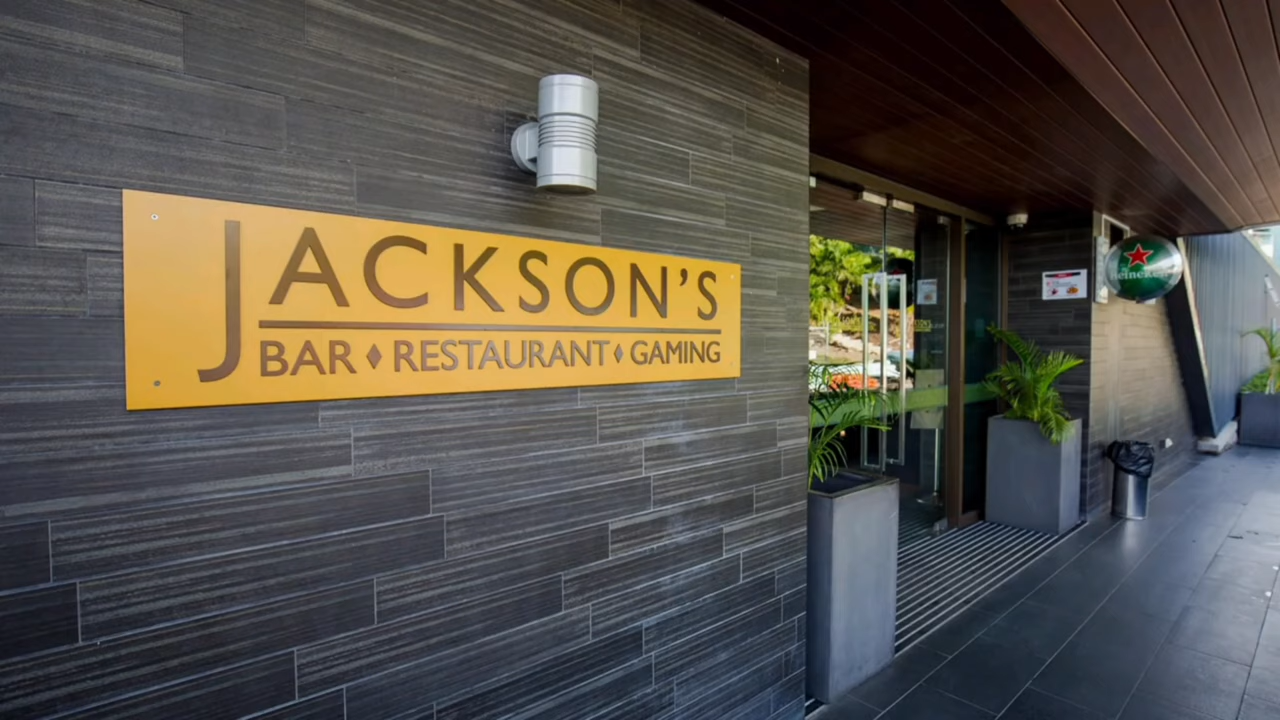 JACKSON'S
BAR ♦ RESTAURANT ♦ GAMING
Heineken